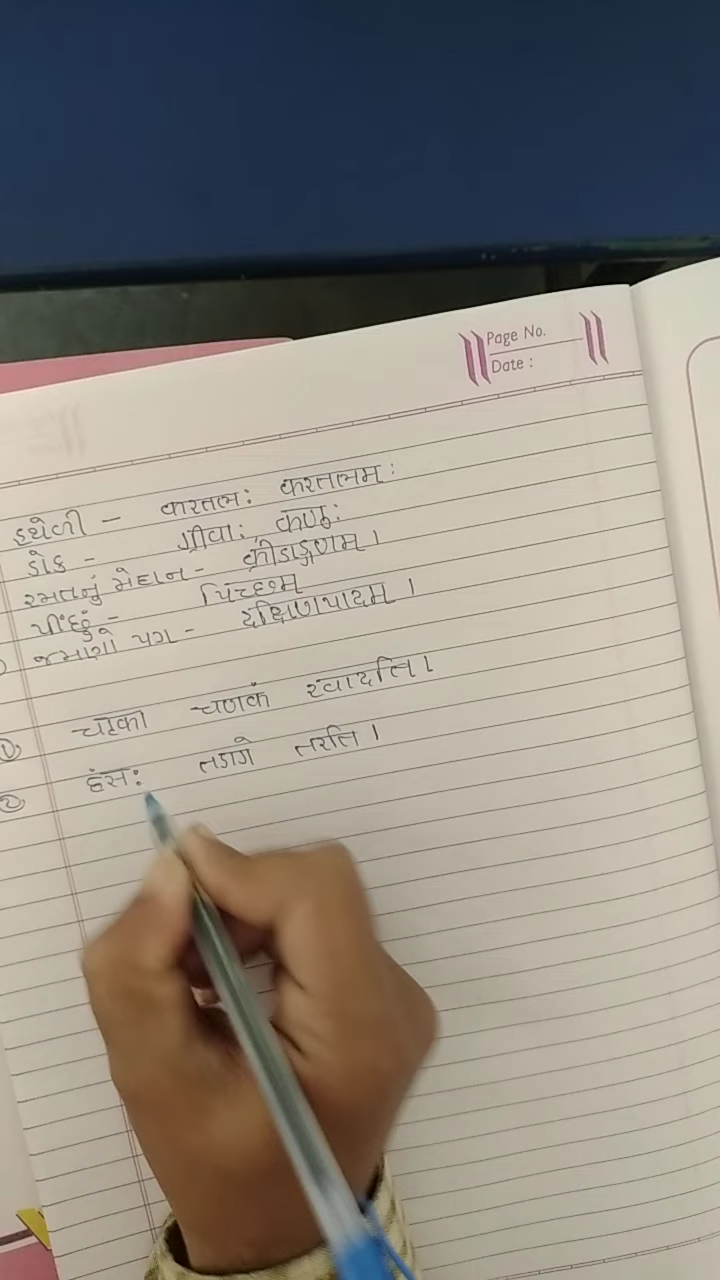 Page No.
Date :
હથેળી - करतलः करतलम् :
ડોક - ग्रीवाः, कण्ठः
રમતનું મેદાન - क्रीडाङ्गणम् ।
પીંછું - पिच्छम्
જમાણો પગ - दक्षिणपादम् ।
① चटका चणकं खादति ।
② हंसः तडागे तरति ।